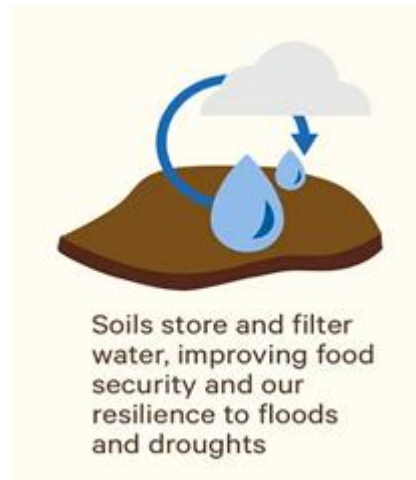 Soils store and filter
water, improving food
security and our
resilience to floods
and droughts